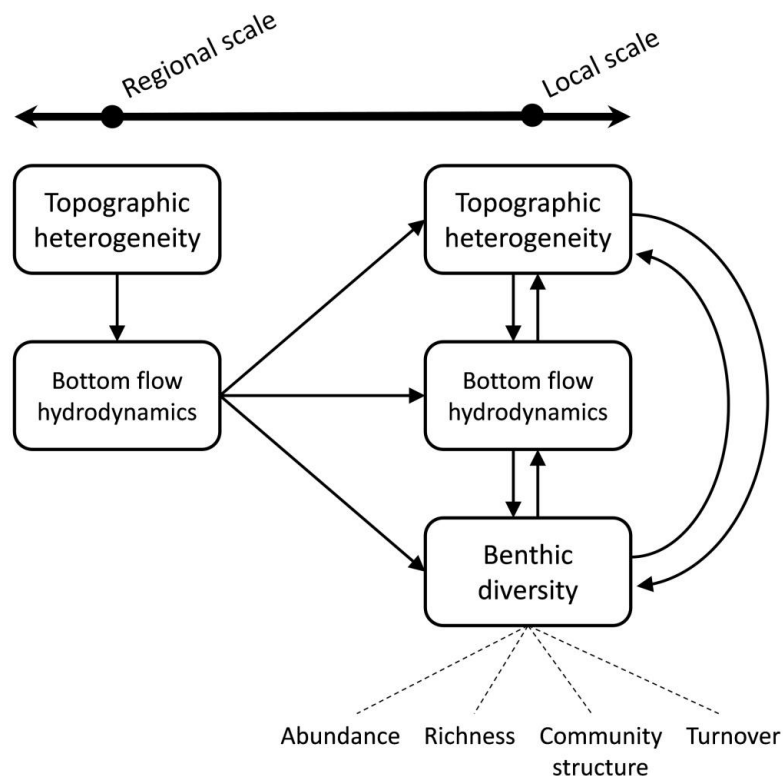 Regional scale
Local scale
Topographic
heterogeneity
Topographic
heterogeneity
Bottom flow
hydrodynamics
Bottom flow
hydrodynamics
Benthic
diversity
Abundance
Richness
Community
structure
Turnover